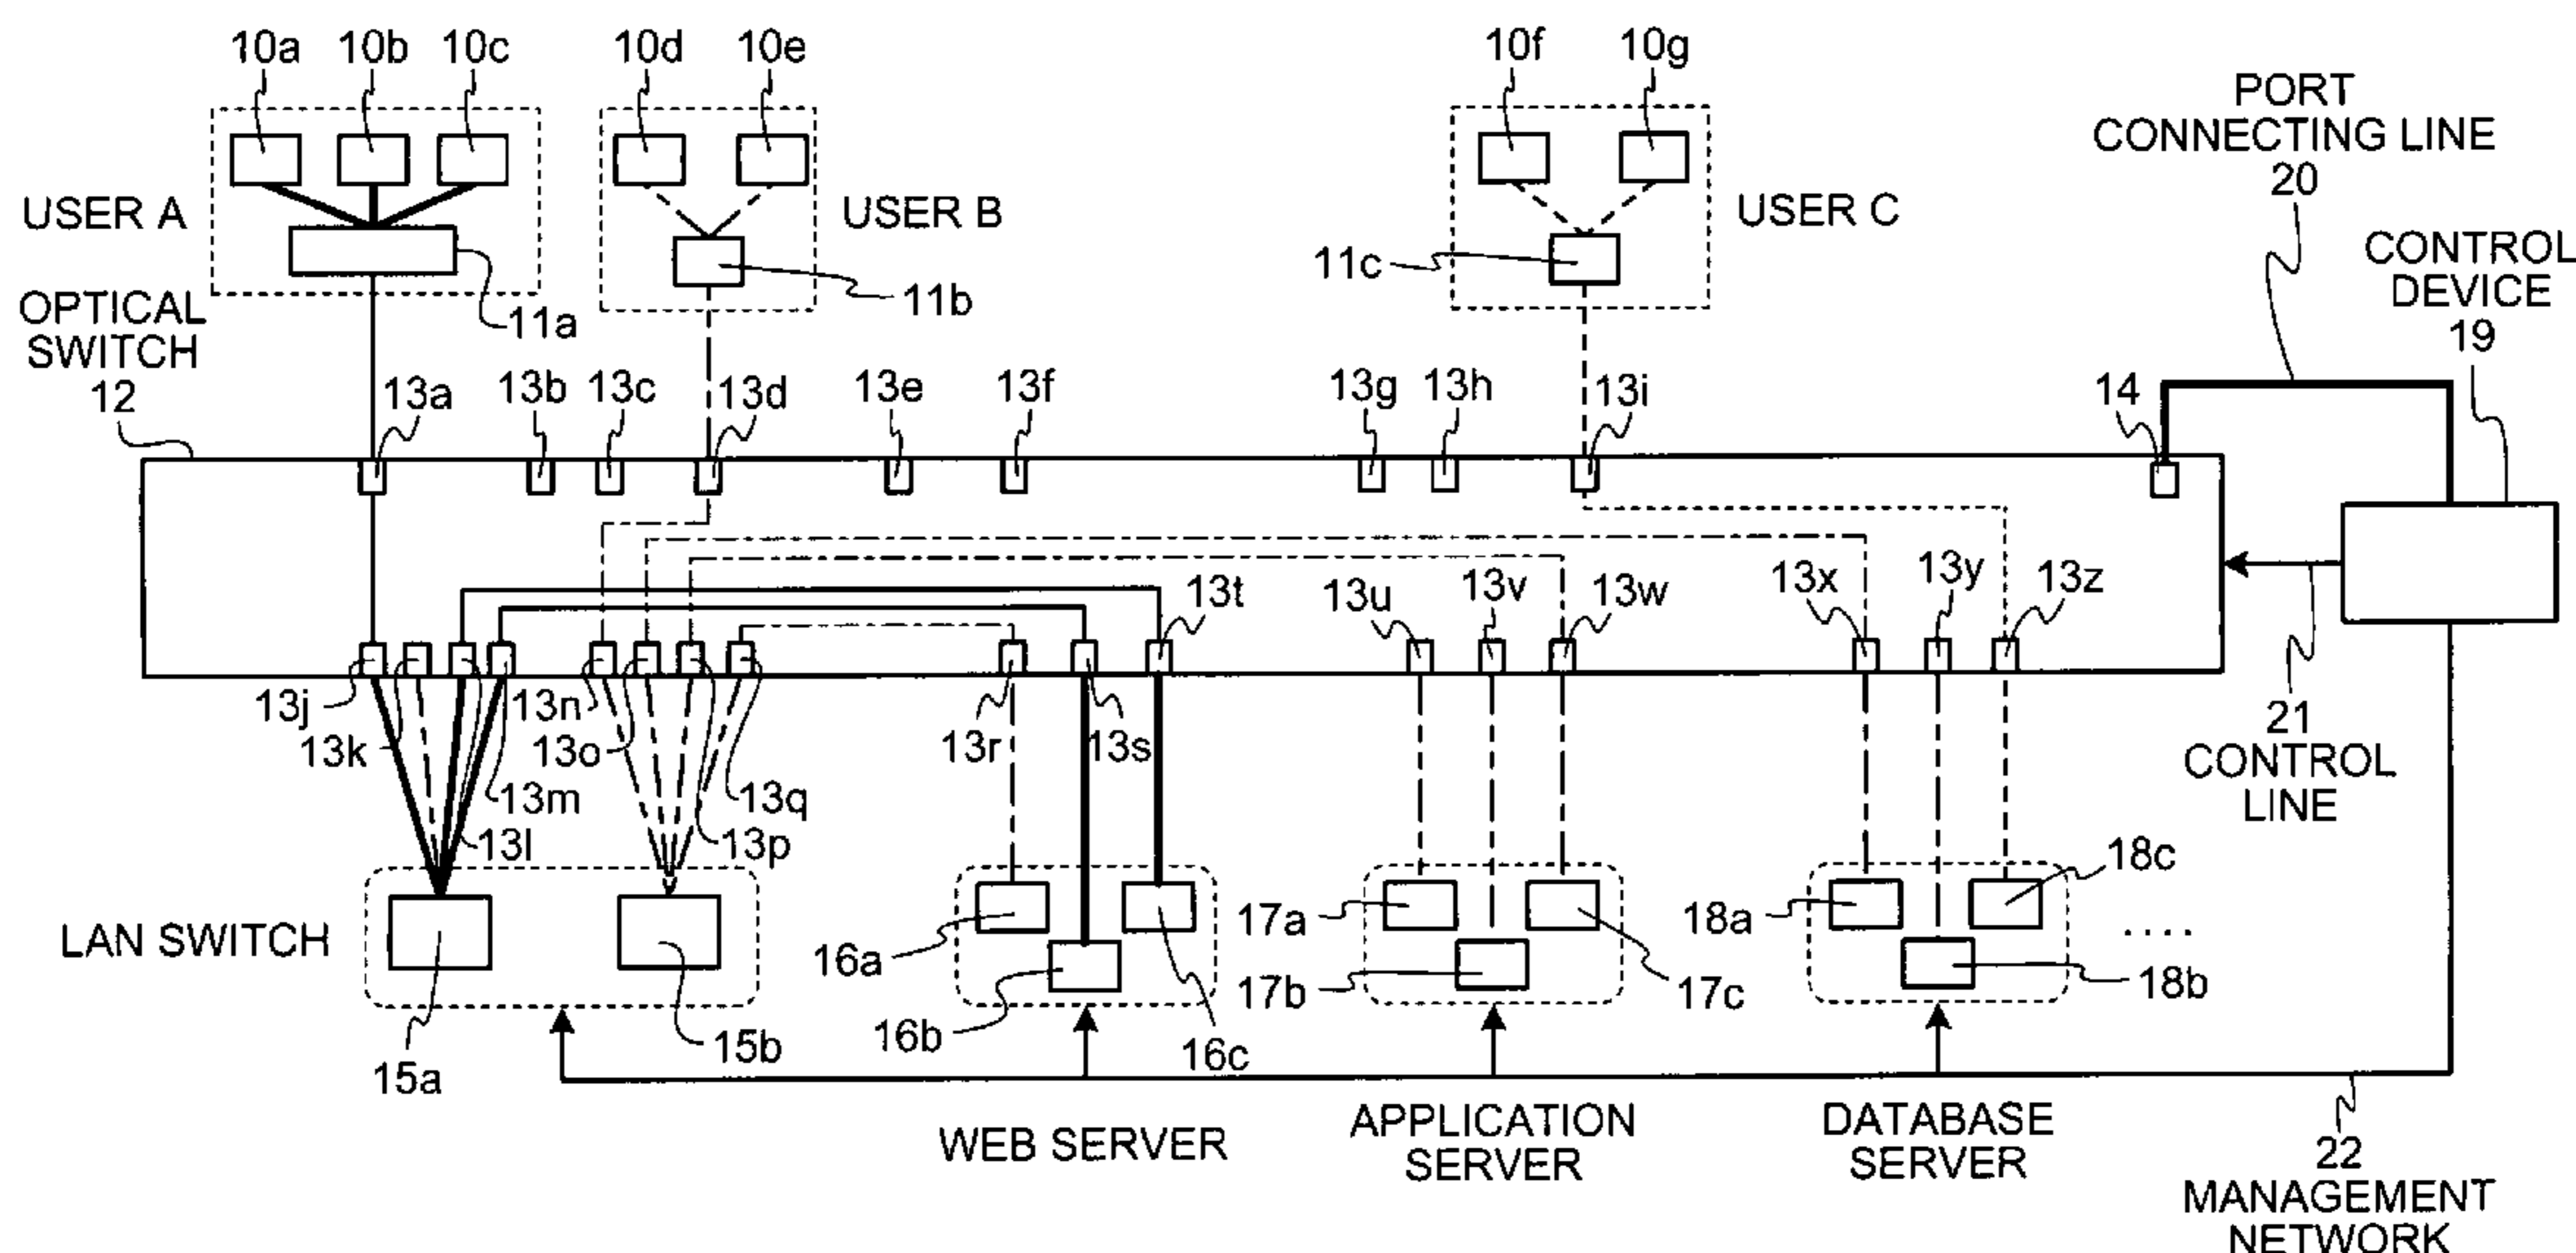 10a 10b 10c 10d 10e 10f 10g
PORT
CONNECTING LINE
20
USER A
USER B
USER C
CONTROL
DEVICE
19
11a
11b
11c
OPTICAL
SWITCH
12
13a 13b 13c 13d 13e 13f 13g 13h 13i 14
13t 13u 13v 13w 13x 13y 13z
13j 13n 13r 13s
13k 13o
13m 13q
13l 13p
21
CONTROL
LINE
LAN SWITCH
16a 17a 18a 18c
....
15a 15b 16b 16c 17b 17c 18b
WEB SERVER
APPLICATION
SERVER
DATABASE
SERVER
22
MANAGEMENT
NETWORK